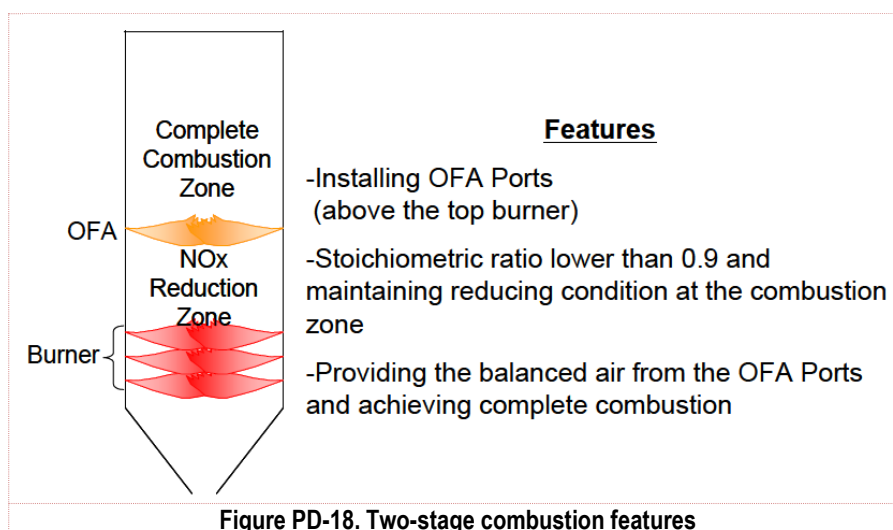 Complete
Combustion
Zone
OFA
NOx
Reduction
Zone
Burner
Features
-Installing OFA Ports
(above the top burner)
-Stoichiometric ratio lower than 0.9 and
maintaining reducing condition at the combustion
zone
-Providing the balanced air from the OFA Ports
and achieving complete combustion
Figure PD-18. Two-stage combustion features